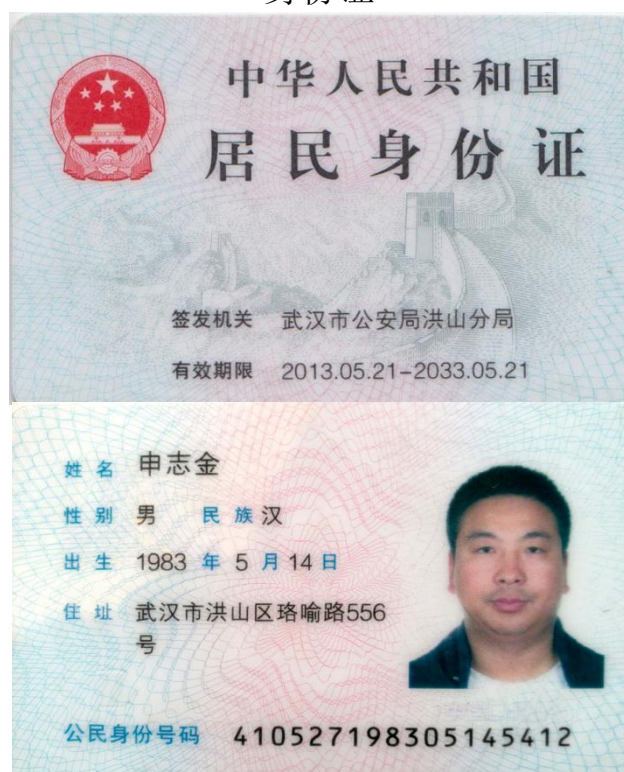 中华人民共和国
居民身份证
签发机关 武汉市公安局洪山分局
有效期限 2013.05.21-2033.05.21
姓名 申志金
性别 男 民族 汉
出生 1983 年 5 月 14 日
住址 武汉市洪山区珞喻路556
号
公民身份号码 410527198305145412